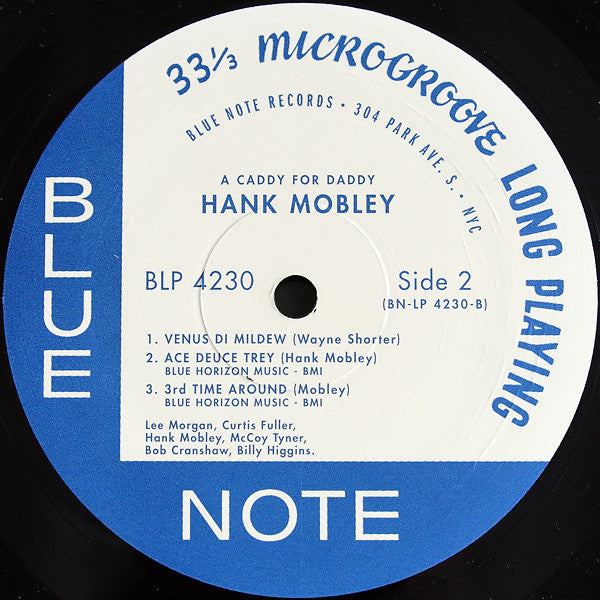 33⅓ MICROGROOVE LONG PLAYING
BLUE NOTE RECORDS • 304 PARK AVE. S. • NYC
A CADDY FOR DADDY
HANK MOBLEY
BLP 4230
Side 2
(BN-LP 4230-B)
1. VENUS DI MILDEW (Wayne Shorter)
2. ACE DEUCE TREY (Hank Mobley)
BLUE HORIZON MUSIC - BMI
3. 3rd TIME AROUND (Mobley)
BLUE HORIZON MUSIC - BMI
Lee Morgan, Curtis Fuller,
Hank Mobley, McCoy Tyner,
Bob Cranshaw, Billy Higgins.
BLUE
NOTE